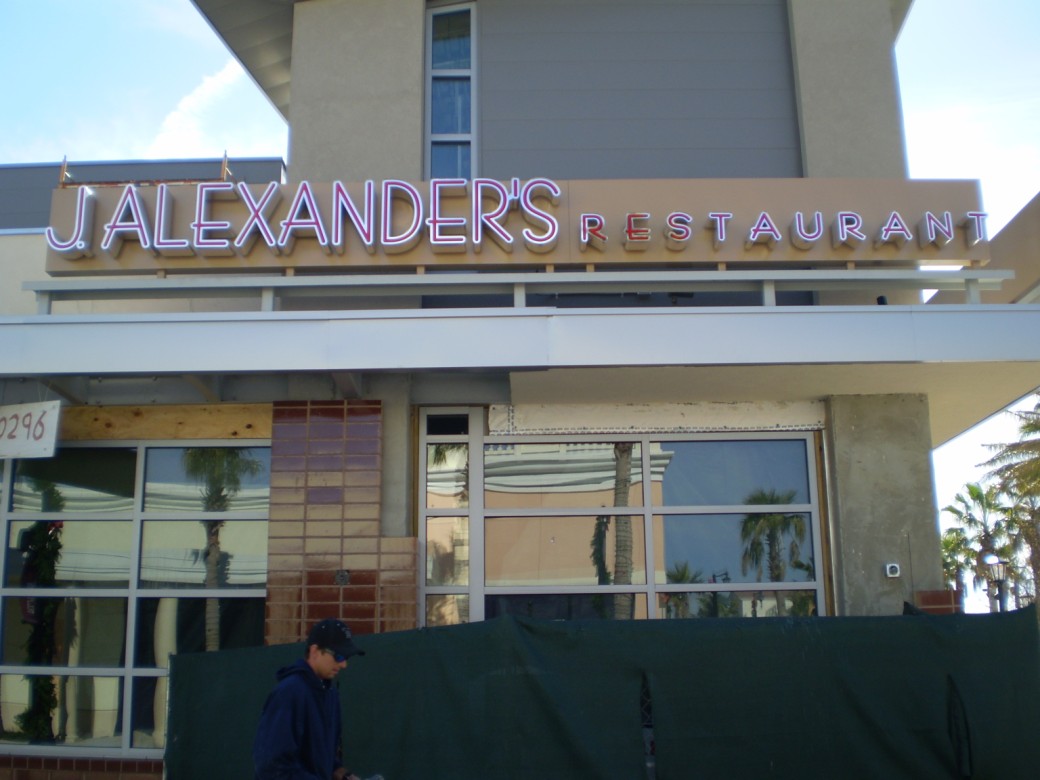 J. ALEXANDER'S RESTAURANT
0296